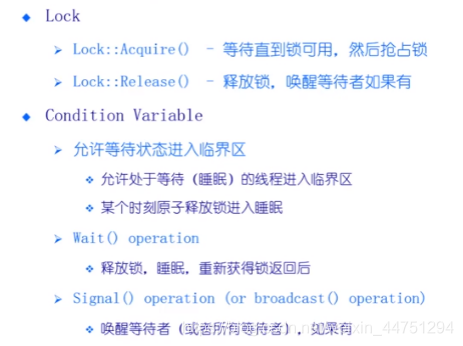 Lock
Lock::Acquire() - 等待直到锁可用，然后抢占锁
Lock::Release() - 释放锁，唤醒等待者如果有
Condition Variable
允许等待状态进入临界区
允许处于等待（睡眠）的线程进入临界区
某个时刻原子释放锁进入睡眠
Wait() operation
释放锁，睡眠，重新获得锁返回后
Signal() operation (or broadcast() operation)
唤醒等待者（或者所有等待者），如果有